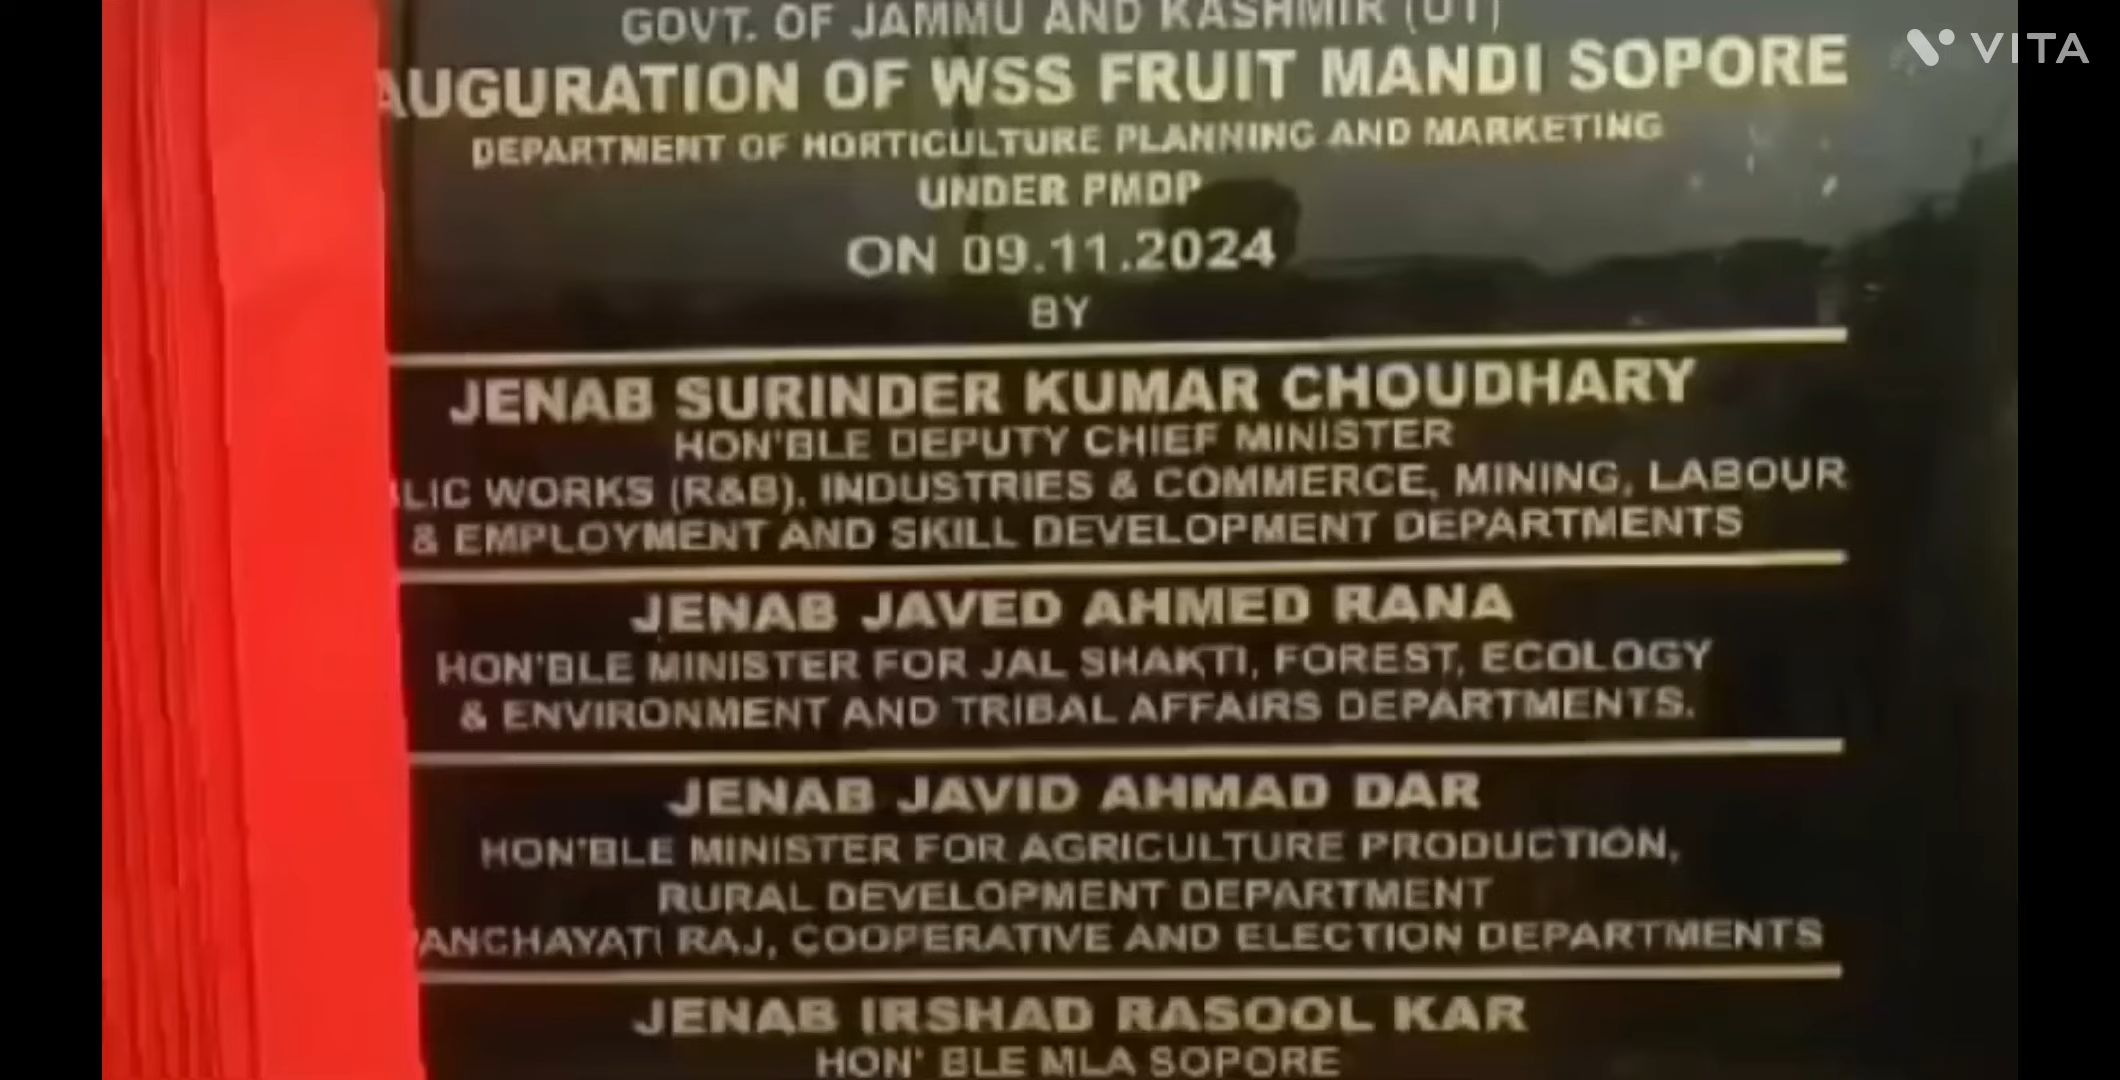 GOVT. OF JAMMU AND KASHMIR (UT)
AUGURATION OF WSS FRUIT MANDI SOPORE
DEPARTMENT OF HORTICULTURE PLANNING AND MARKETING
UNDER PMDP
ON 09.11.2024
BY
JENAB SURINDER KUMAR CHOUDHARY
HON'BLE DEPUTY CHIEF MINISTER
LIC WORKS (R&B), INDUSTRIES & COMMERCE, MINING, LABOUR
& EMPLOYMENT AND SKILL DEVELOPMENT DEPARTMENTS
JENAB JAVED AHMED RANA
HON'BLE MINISTER FOR JAL SHAKTI, FOREST, ECOLOGY
& ENVIRONMENT AND TRIBAL AFFAIRS DEPARTMENTS.
JENAB JAVID AHMAD DAR
HON'BLE MINISTER FOR AGRICULTURE PRODUCTION,
RURAL DEVELOPMENT DEPARTMENT
ANCHAYATI RAJ, COOPERATIVE AND ELECTION DEPARTMENTS
JENAB IRSHAD RASOOL KAR
HON' BLE MLA SOPORE
VITA